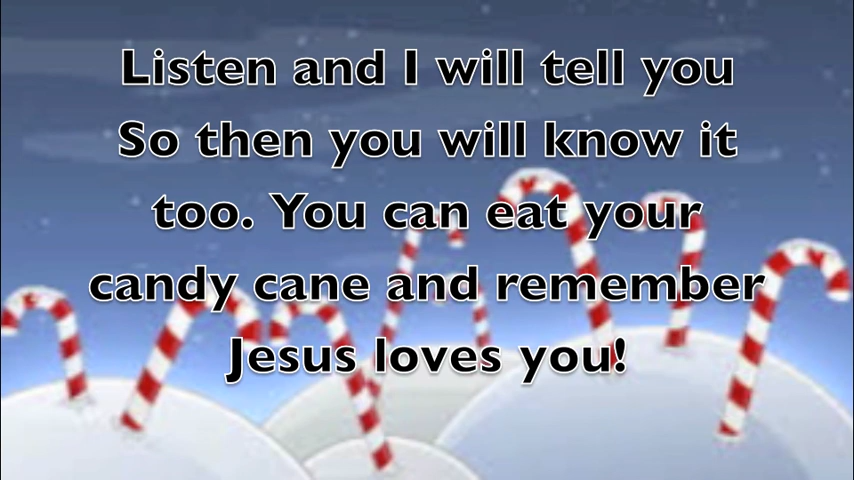 Listen and I will tell you
So then you will know it
too. You can eat your
candy cane and remember
Jesus loves you!